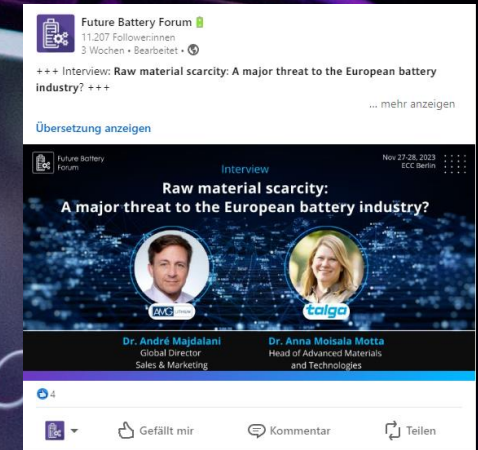 Future Battery Forum
11.207 Follower:innen
3 Wochen • Bearbeitet •
+++ Interview: Raw material scarcity: A major threat to the European battery
industry? +++
... mehr anzeigen
Übersetzung anzeigen
Future Battery
Forum
Nov 27-28, 2023
ECC Berlin
Interview
Raw material scarcity:
A major threat to the European battery industry?
AMG
talga
Dr. André Majdalani
Global Director
Sales & Marketing
Dr. Anna Moisala Motta
Head of Advanced Materials
and Technologies
4
Gefällt mir
Kommentar
Teilen